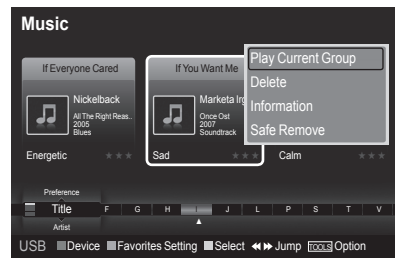 Music
If Everyone Cared
If You Want Me
Play Current Group
Delete
Information
Safe Remove
Nickelback
All The Right Reas..
2005
Blues
Marketa Irg
Once Ost
2007
Soundtrack
Energetic
Sad
Calm
Preference
Title F G H I J L P S T V
Artist
USB Device Favorites Setting Select Jump TOOLS Option